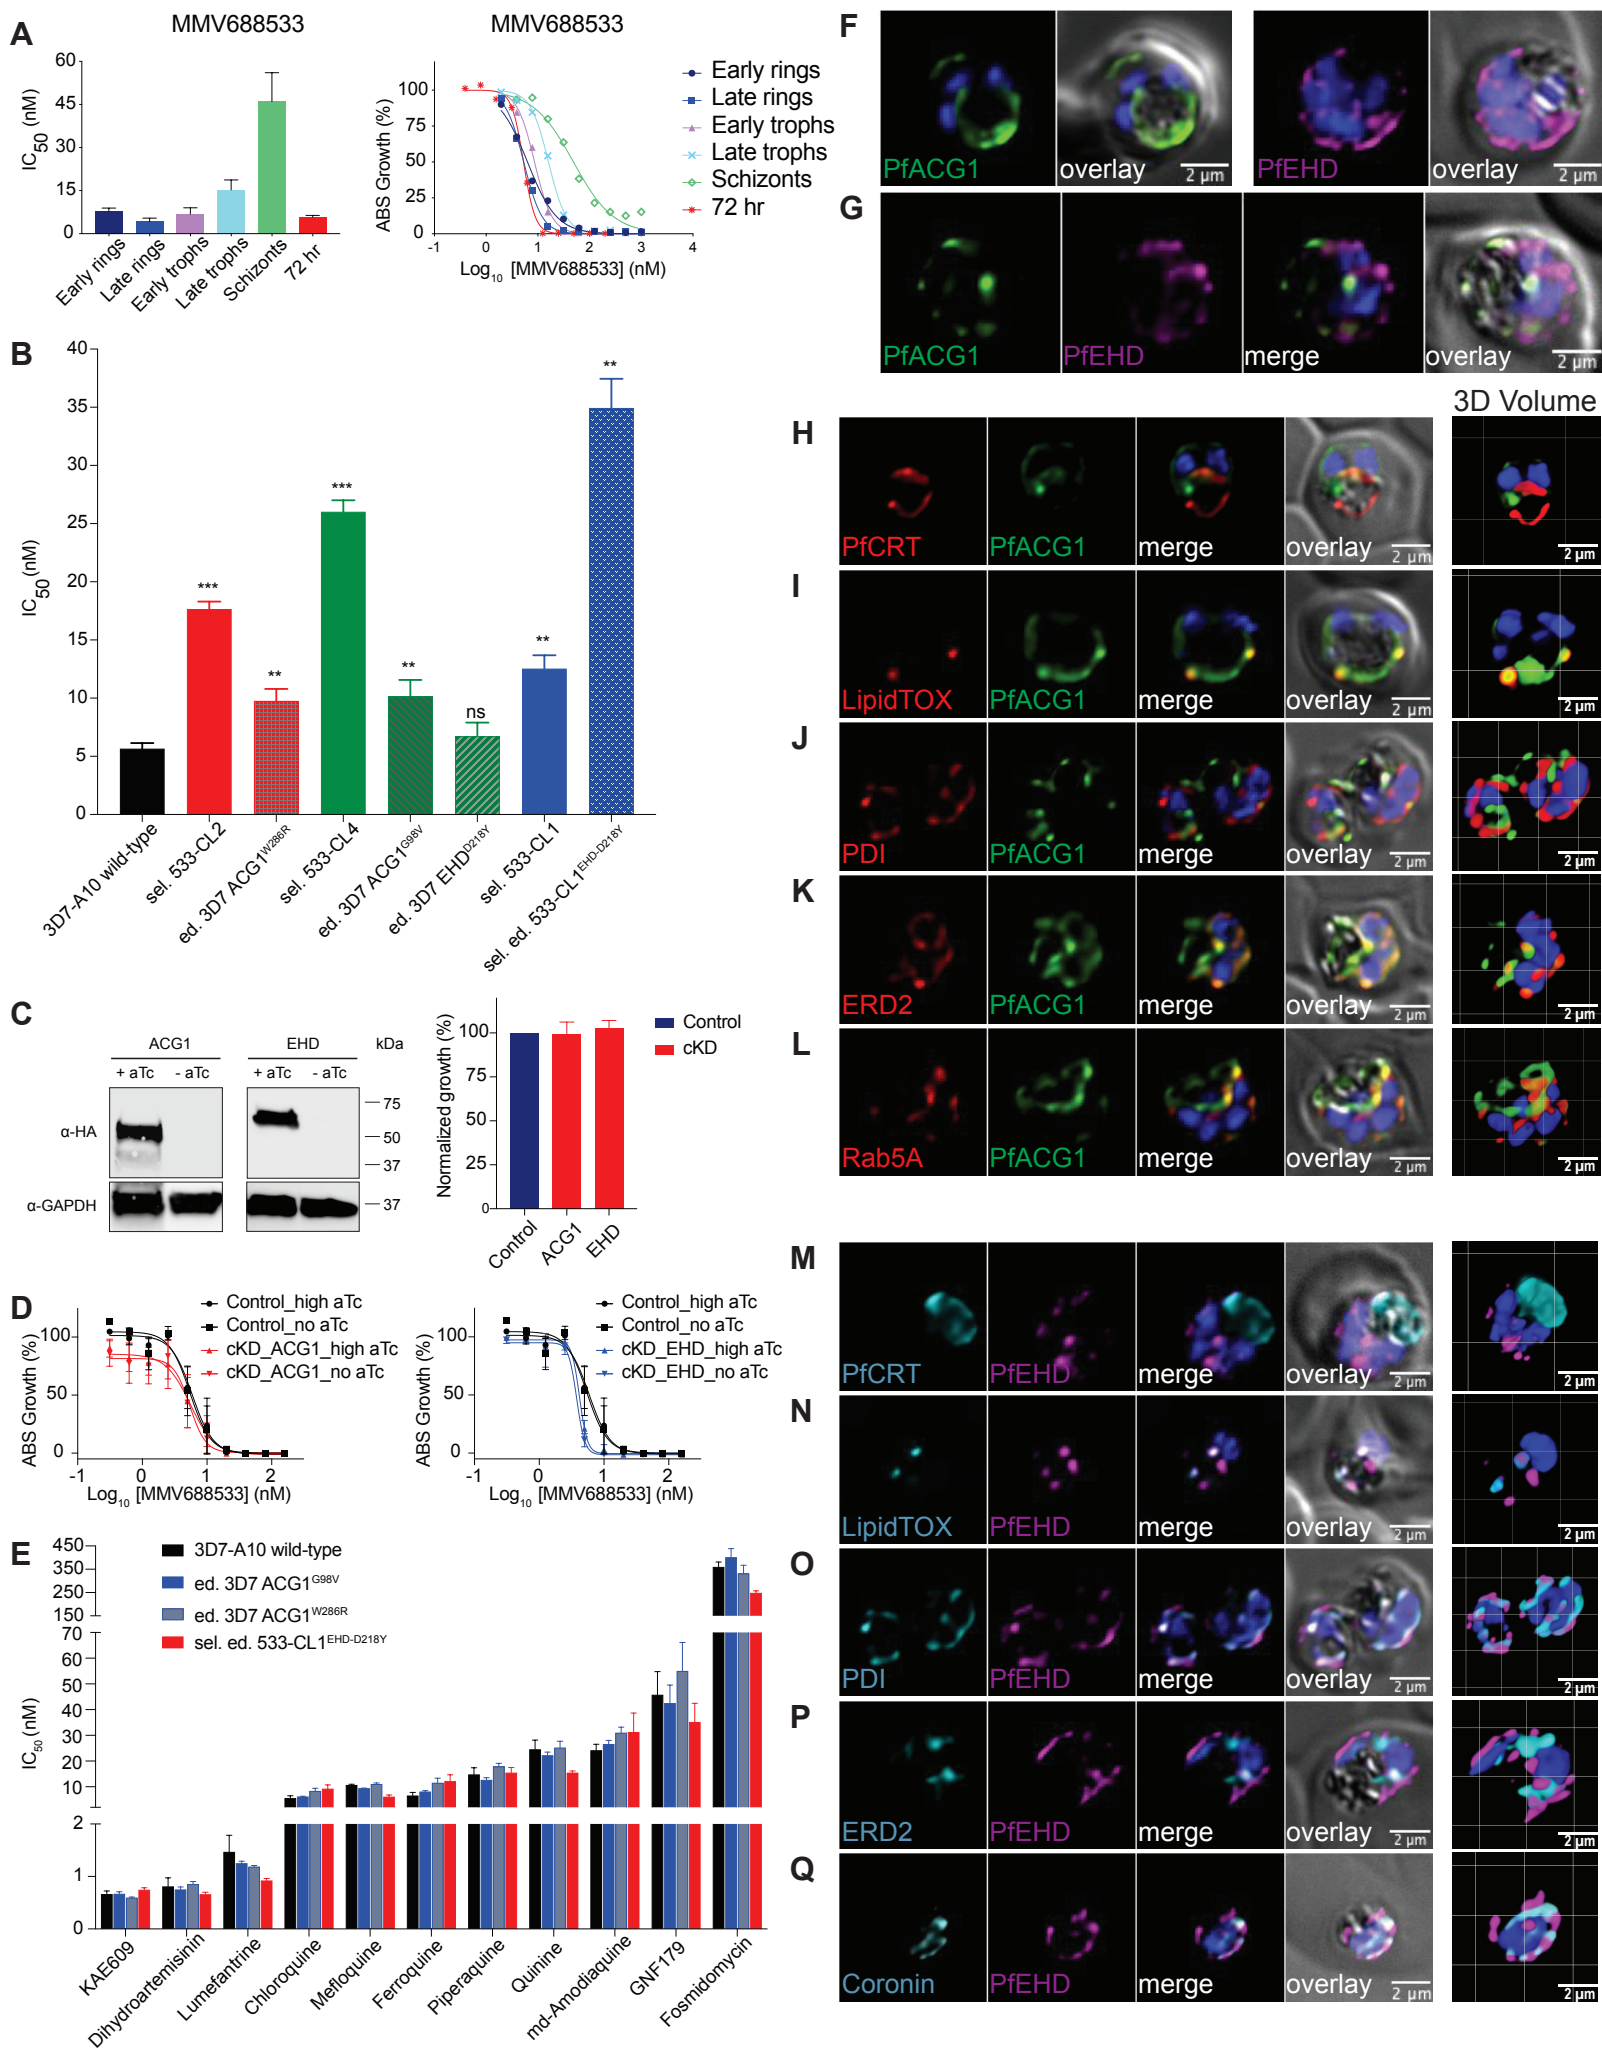 A
MMV688533
IC50 (nM)
60
45
30
15
0
Early rings
Late rings
Early trophs
Late trophs
Schizonts
72 hr
MMV688533
ABS Growth (%)
100
75
50
25
0
-1 0 1 2 3 4
Log10 [MMV688533] (nM)
Early rings
Late rings
Early trophs
Late trophs
Schizonts
72 hr
B
IC50 (nM)
40
35
30
25
20
15
10
5
0
***
**
***
**
ns
**
**
3D7-A10 wild-type
sel. 533-CL2
ed. 3D7 ACG1W286R
sel. 533-CL4
ed. 3D7 ACG1G98V
ed. 3D7 EHDD218Y
sel. 533-CL1
sel. ed. 533-CL1EHD-D218Y
C
ACG1 EHD kDa
+ aTc - aTc + aTc - aTc
α-HA
75
50
37
α-GAPDH
37
Normalized growth (%)
100
75
50
25
0
Control
ACG1
EHD
Control
cKD
D
ABS Growth (%)
100
50
0
-1 0 1 2
Log10 [MMV688533] (nM)
Control_high aTc
Control_no aTc
cKD_ACG1_high aTc
cKD_ACG1_no aTc
ABS Growth (%)
100
50
0
-1 0 1 2
Log10 [MMV688533] (nM)
Control_high aTc
Control_no aTc
cKD_EHD_high aTc
cKD_EHD_no aTc
E
IC50 (nM)
450
350
250
150
70
60
50
40
30
20
10
2
1
0
3D7-A10 wild-type
ed. 3D7 ACG1G98V
ed. 3D7 ACG1W286R
sel. ed. 533-CL1EHD-D218Y
KAE609
Dihydroartemisinin
Lumefantrine
Chloroquine
Mefloquine
Ferroquine
Piperaquine
Quinine
md-Amodiaquine
GNF179
Fosmidomycin
F
PfACG1 overlay 2 µm PfEHD overlay 2 µm
G
PfACG1 PfEHD merge overlay 2 µm
3D Volume
H
PfCRT PfACG1 merge overlay 2 µm 2 µm
I
LipidTOX PfACG1 merge overlay 2 µm 2 µm
J
PDI PfACG1 merge overlay 2 µm 2 µm
K
ERD2 PfACG1 merge overlay 2 µm 2 µm
L
Rab5A PfACG1 merge overlay 2 µm 2 µm
M
PfCRT PfEHD merge overlay 2 µm 2 µm
N
LipidTOX PfEHD merge overlay 2 µm 2 µm
O
PDI PfEHD merge overlay 2 µm 2 µm
P
ERD2 PfEHD merge overlay 2 µm 2 µm
Q
Coronin PfEHD merge overlay 2 µm 2 µm